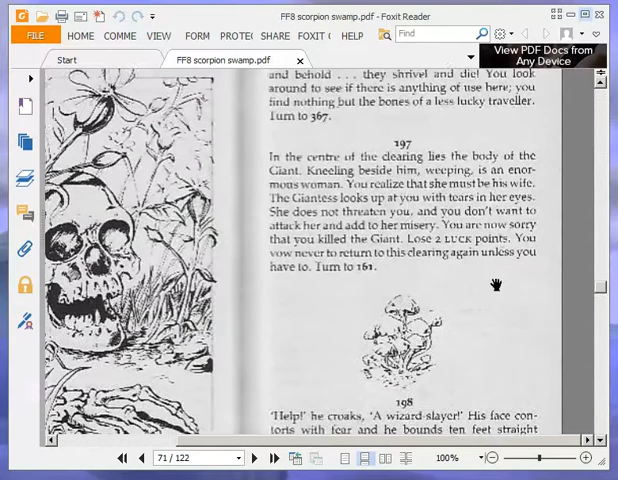 FF8 scorpion swamp.pdf - Foxit Reader
FILE HOME COMME VIEW FORM PROTE SHARE FOXIT C HELP Find
Start FF8 scorpion swamp.pdf
View PDF Docs from
Any Device
and behold . . . they shrivel and die! You look
around to see if there is anything of use here; you
find nothing but the bones of a less lucky traveller.
Turn to 367.
197
In the centre of the clearing lies the body of the
Giant. Kneeling beside him, weeping, is an enor-
mous woman. You realize that she must be his wife.
The Giantess looks up at you with tears in her eyes.
She does not threaten you, and you don't want to
attack her and add to her misery. You are now sorry
that you killed the Giant. Lose 2 LUCK points. You
vow never to return to this clearing again unless you
have to. Turn to 161.
198
'Help!' he croaks, 'A wizard-slayer!' His face con-
torts with fear and he bounds ten feet straight
71 / 122 100%